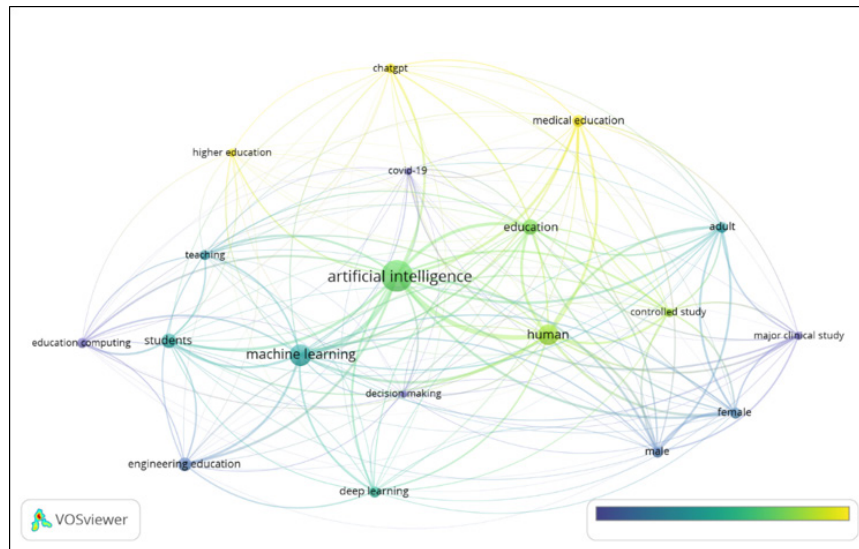 chatgpt
medical education
higher education
covid-19
education
adult
teaching
artificial intelligence
controlled study
education computing
students
machine learning
human
major clinical study
decision making
female
male
engineering education
deep learning
VOSviewer